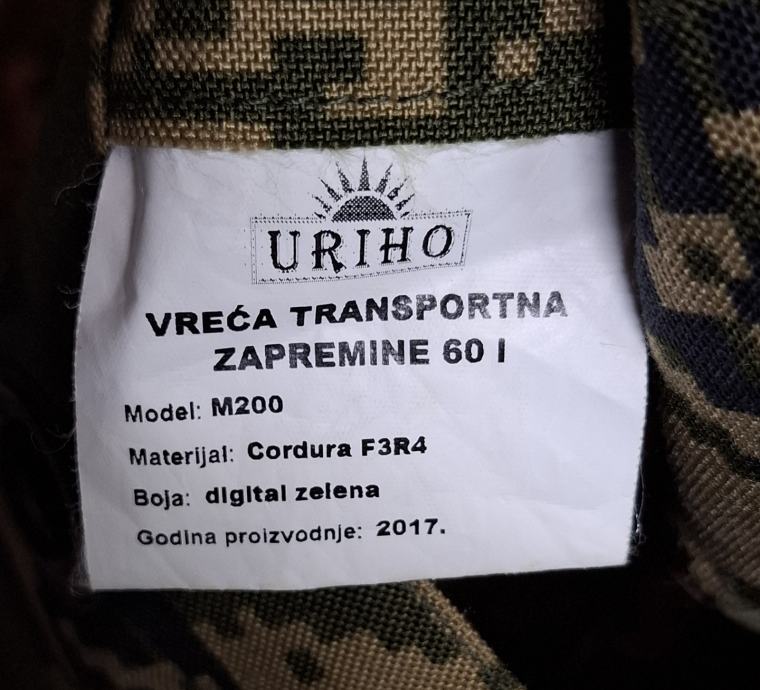 URIHO
VREĆA TRANSPORTNA
ZAPREMINE 60 l
Model: M200
Materijal: Cordura F3R4
Boja: digital zelena
Godina proizvodnje: 2017.